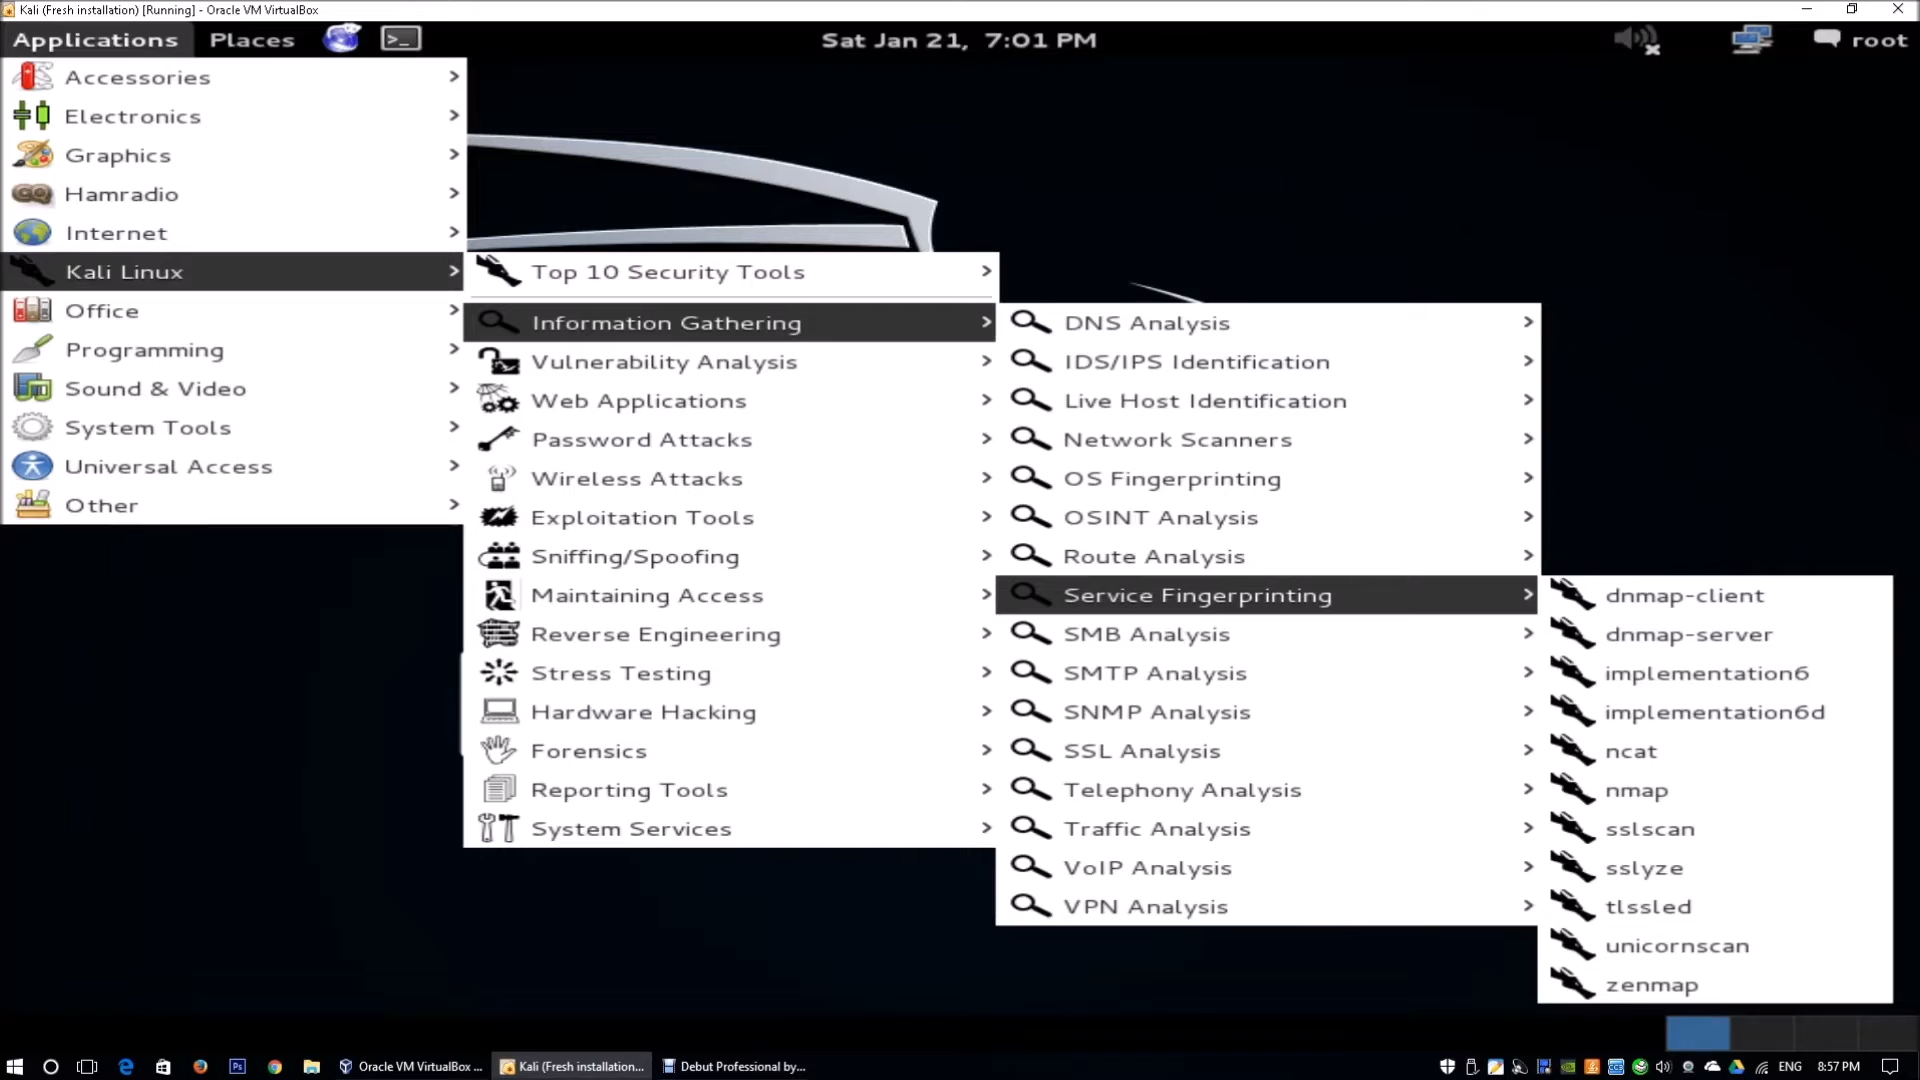 Kali (Fresh installation) [Running] - Oracle VM VirtualBox
Applications Places Sat Jan 21, 7:01 PM root
Accessories
Electronics
Graphics
Hamradio
Internet
Kali Linux
Office
Programming
Sound & Video
System Tools
Universal Access
Other
Top 10 Security Tools
Information Gathering
Vulnerability Analysis
Web Applications
Password Attacks
Wireless Attacks
Exploitation Tools
Sniffing/Spoofing
Maintaining Access
Reverse Engineering
Stress Testing
Hardware Hacking
Forensics
Reporting Tools
System Services
DNS Analysis
IDS/IPS Identification
Live Host Identification
Network Scanners
OS Fingerprinting
OSINT Analysis
Route Analysis
Service Fingerprinting
SMB Analysis
SMTP Analysis
SNMP Analysis
SSL Analysis
Telephony Analysis
Traffic Analysis
VoIP Analysis
VPN Analysis
dnmap-client
dnmap-server
implementation6
implementation6d
ncat
nmap
sslscan
sslyze
tlssled
unicornscan
zenmap
Ps Oracle VM VirtualBox ... Kali (Fresh installation... Debut Professional by... ENG 8:57 PM